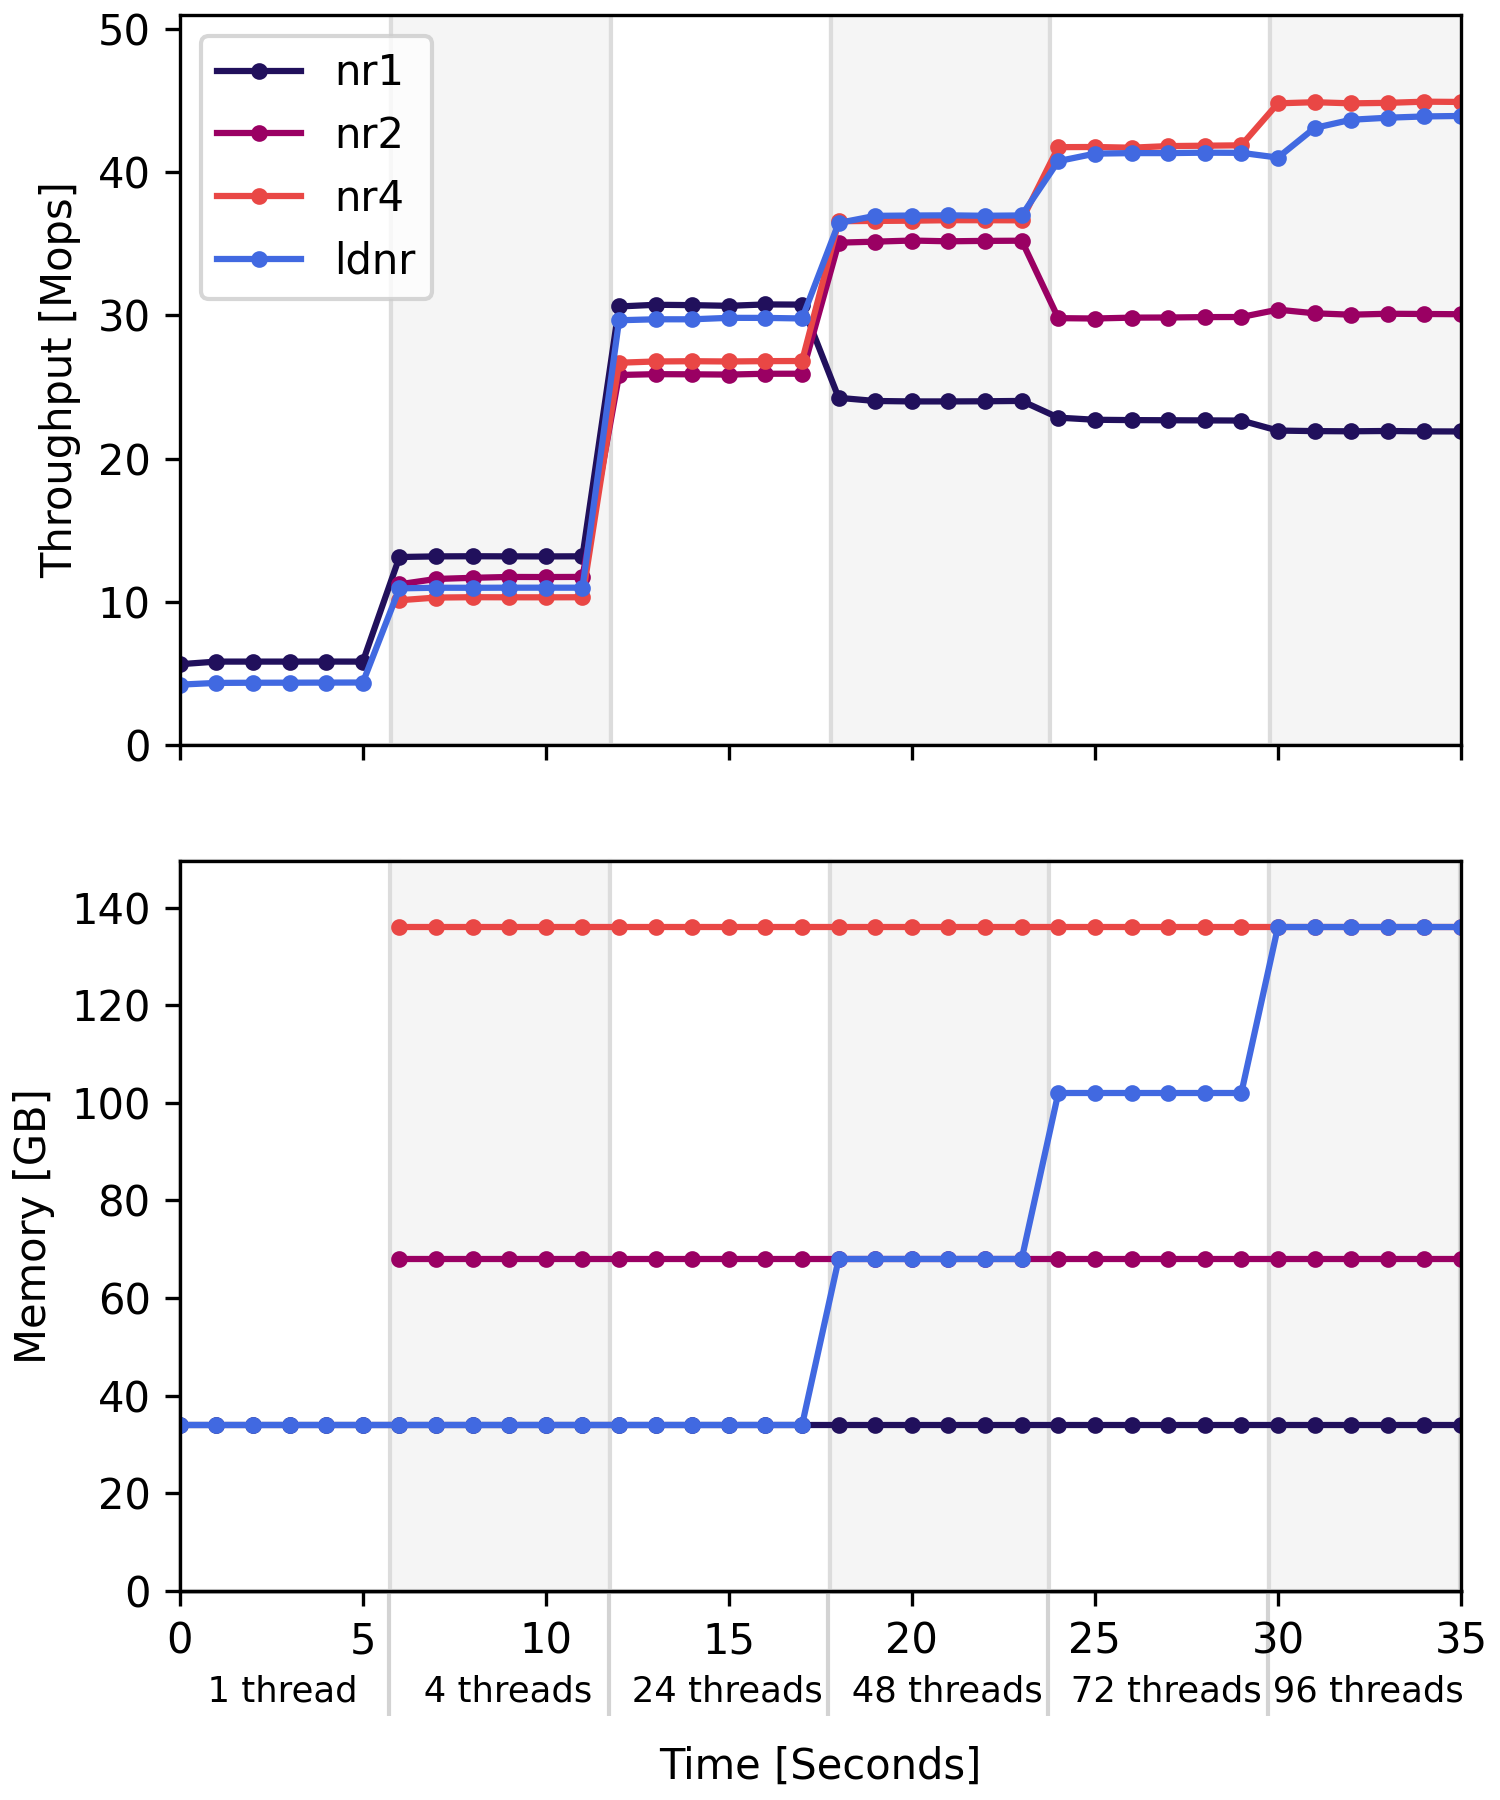 Throughput [Mops]
50
40
30
20
10
0
nr1
nr2
nr4
ldnr
Memory [GB]
140
120
100
80
60
40
20
0
0 5 10 15 20 25 30 35
1 thread 4 threads 24 threads 48 threads 72 threads 96 threads
Time [Seconds]